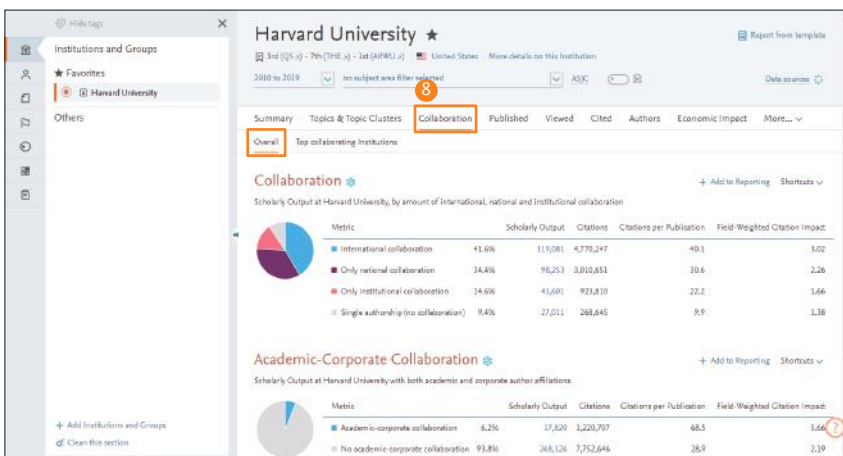 Hide tags
Institutions and Groups
★ Favorites
Harvard University
Others
+ Add Institutions and Groups
Clean this section
Harvard University ★
Report from template
3rd (QS) - 7th (THE) - 1st (ARWU) United States More details on this Institution
2010 to 2019 no subject area filter selected ASJC
Data sources
8
Summary Topics & Topic Clusters Collaboration Published Viewed Cited Authors Economic Impact More...
Overall Top collaborating Institutions
Collaboration
+ Add to Reporting Shortcuts
Scholarly Output at Harvard University, by amount of international, national and institutional collaboration
Metric Scholarly Output Citations Citations per Publication Field-Weighted Citation Impact
International collaboration 41.6% 119,081 4,770,247 40.1 3.02
Only national collaboration 34.4% 98,253 3,010,651 30.6 2.26
Only institutional collaboration 14.6% 41,601 923,810 22.2 1.66
Single authorship (no collaboration) 9.4% 27,011 268,645 9.9 1.38
Academic-Corporate Collaboration
+ Add to Reporting Shortcuts
Scholarly Output at Harvard University with both academic and corporate author affiliations
Metric Scholarly Output Citations Citations per Publication Field-Weighted Citation Impact
Academic-corporate collaboration 6.2% 17,820 1,220,707 68.5 5.66
?
No academic-corporate collaboration 93.8% 268,126 7,752,646 28.9 2.19